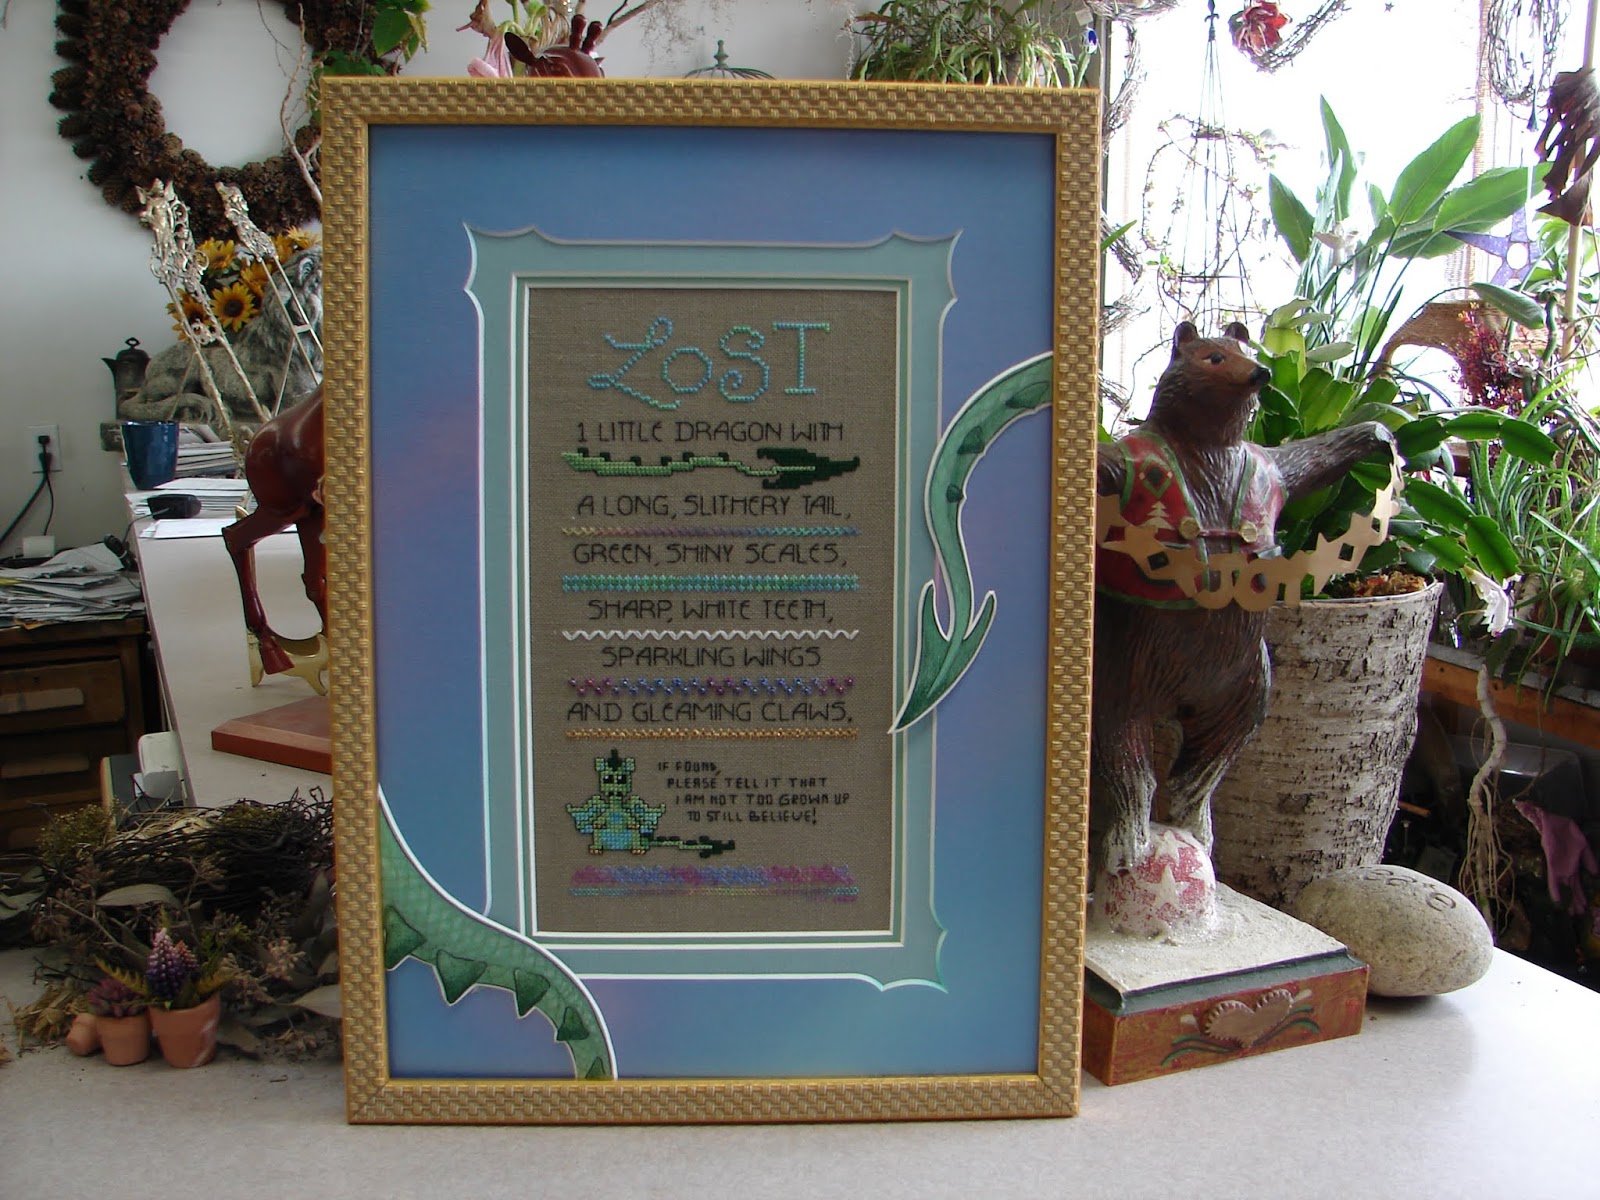 LOST
1 LITTLE DRAGON WITH
A LONG, SLITHERY TAIL,
GREEN, SHINY SCALES,
SHARP, WHITE TEETH,
SPARKLING WINGS
AND GLEAMING CLAWS.
IF FOUND,
PLEASE TELL IT THAT
I AM NOT TOO GROWN UP
TO STILL BELIEVE!